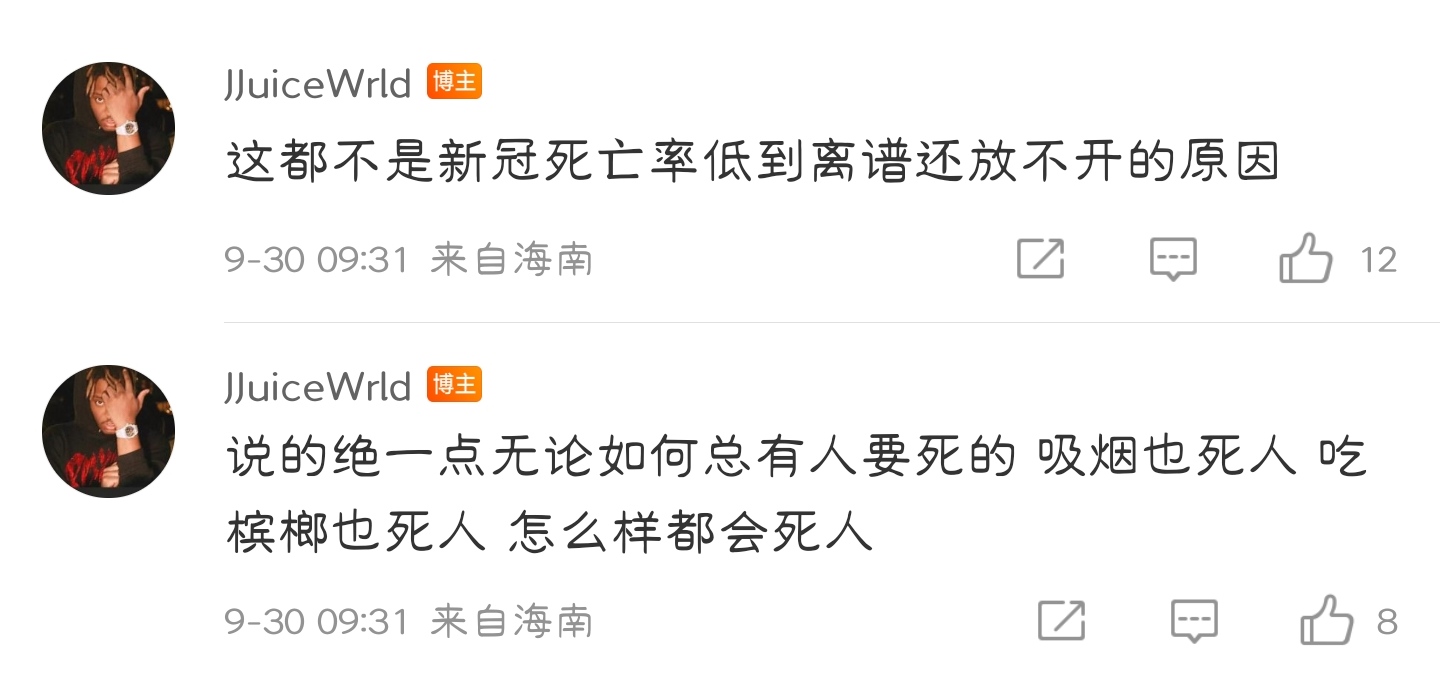 JJuiceWrld 博主
这都不是新冠死亡率低到离谱还放不开的原因
9-30 09:31 来自海南 12
JJuiceWrld 博主
说的绝一点无论如何总有人要死的 吸烟也死人 吃
槟榔也死人 怎么样都会死人
9-30 09:31 来自海南 8